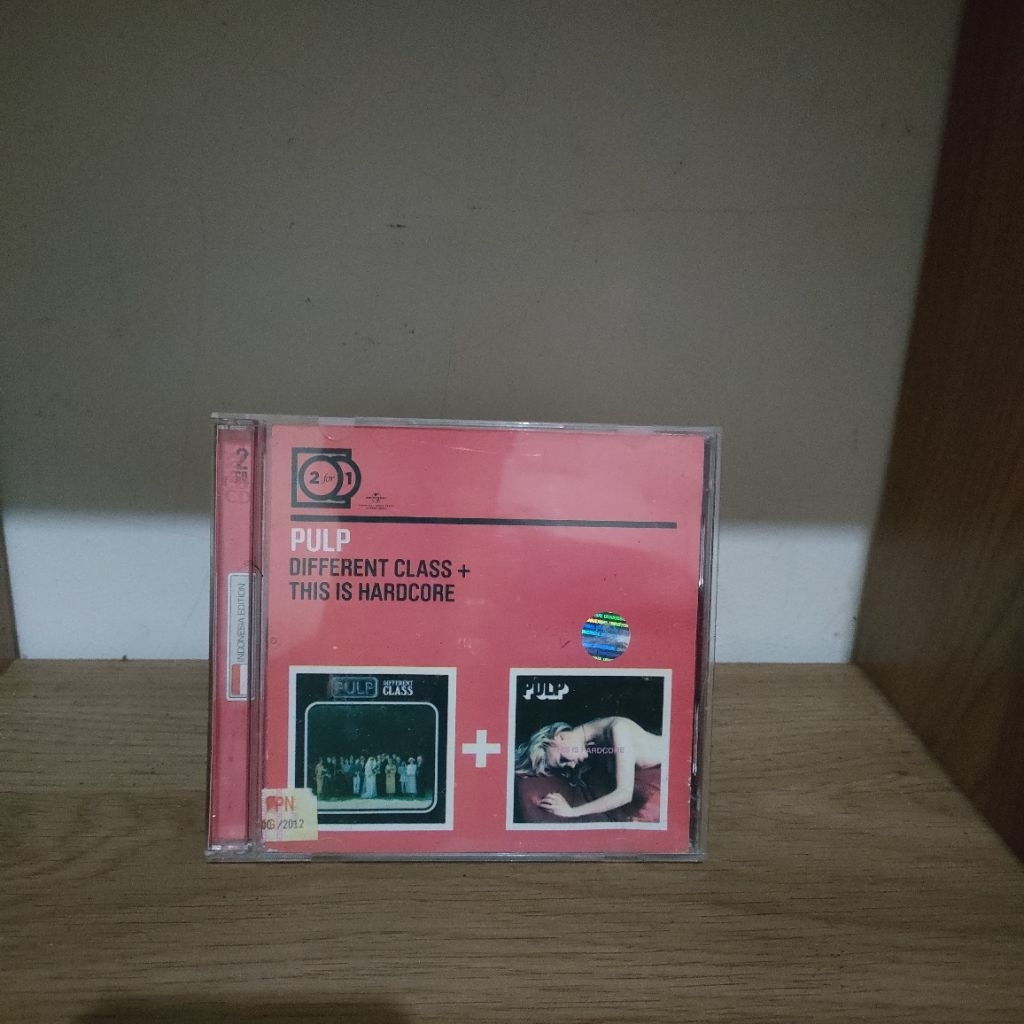 2 for 1
PULP
DIFFERENT CLASS +
THIS IS HARDCORE
2
CD
INDONESIA EDITION
PULP
DIFFERENT
CLASS
+
PULP
THIS IS HARDCORE
PPN
/2012